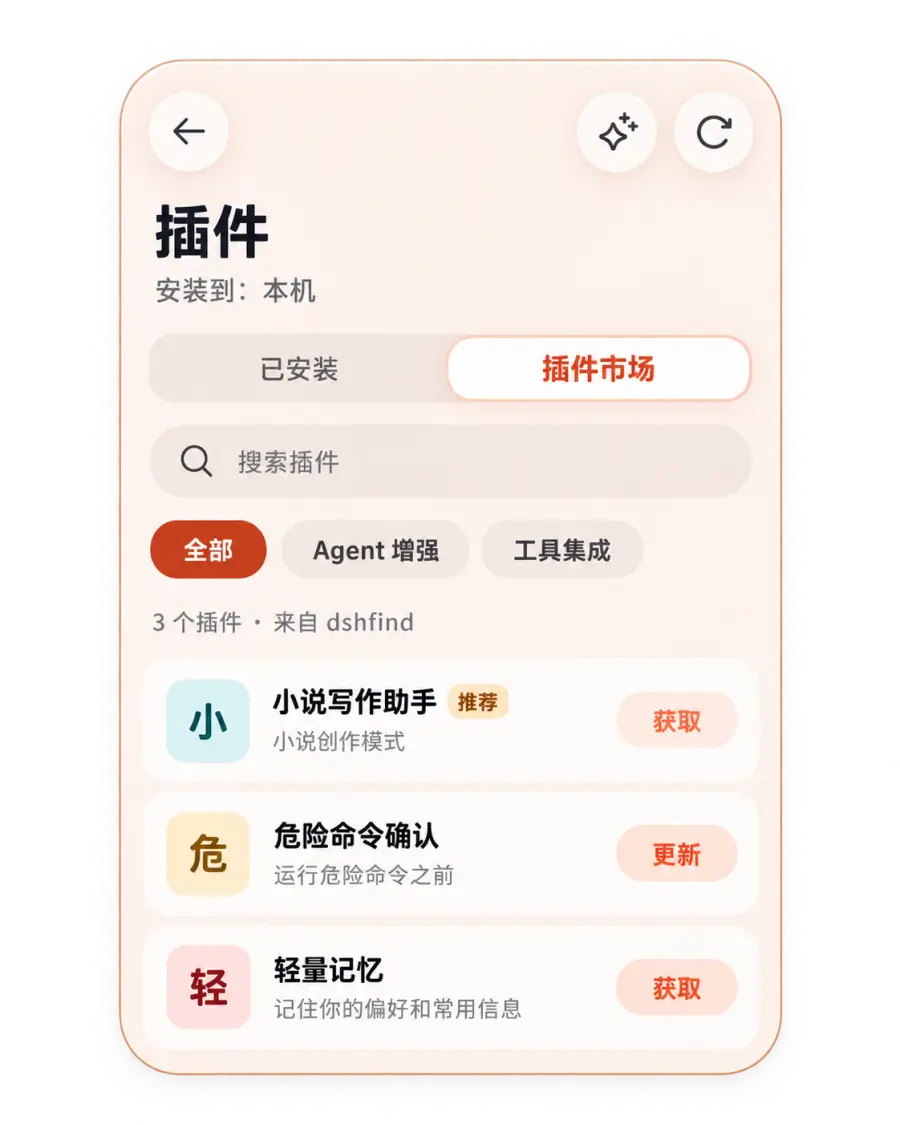 插件
安装到：本机
已安装
插件市场
搜索插件
全部
Agent 增强
工具集成
3 个插件 · 来自 dshfind
小
小说写作助手 推荐
小说创作模式
获取
危
危险命令确认
运行危险命令之前
更新
轻
轻量记忆
记住你的偏好和常用信息
获取